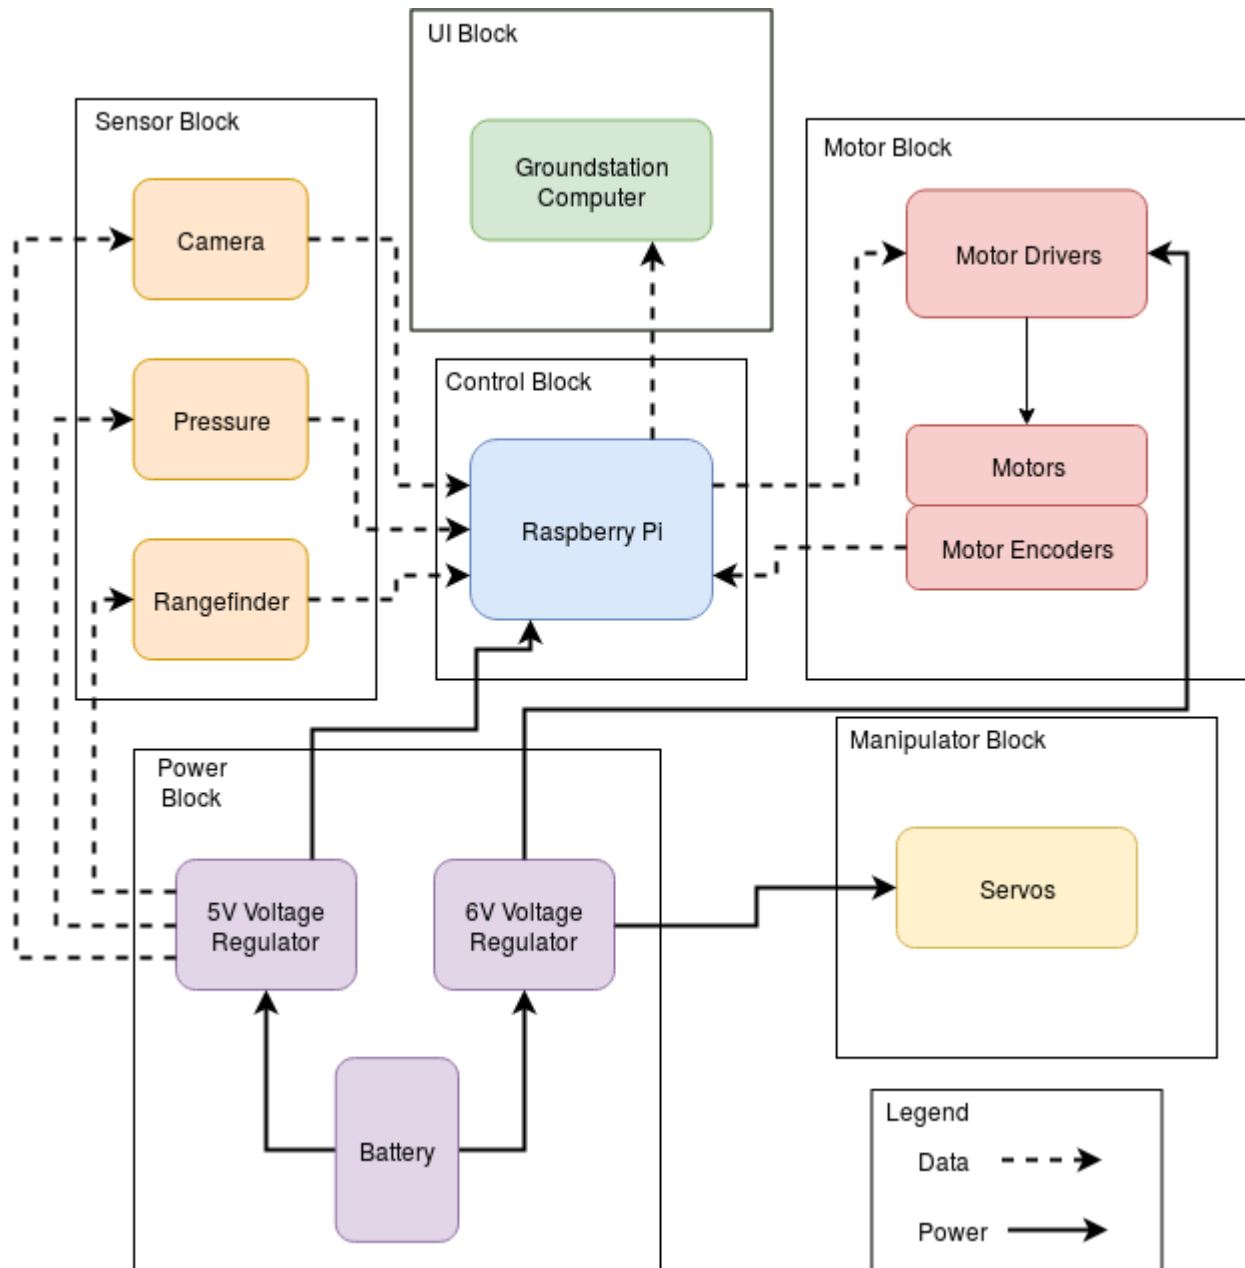 UI Block
Groundstation
Computer
Sensor Block
Camera
Pressure
Rangefinder
Control Block
Raspberry Pi
Motor Block
Motor Drivers
Motors
Motor Encoders
Power
Block
5V Voltage
Regulator
6V Voltage
Regulator
Battery
Manipulator Block
Servos
Legend
Data
Power